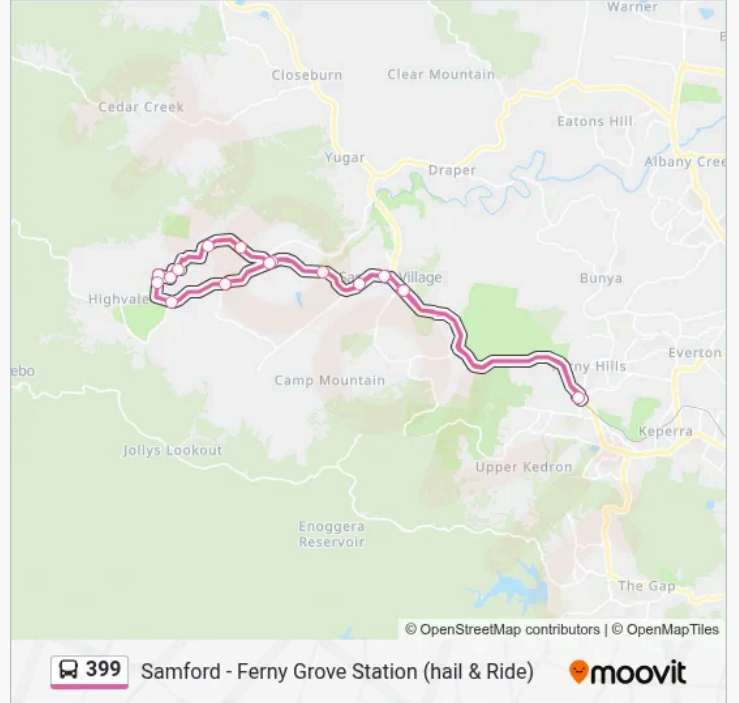 Warner
Closeburn
Clear Mountain
Cedar Creek
Eatons Hill
Yugar
Draper
Albany Cree
Village
Bunya
Highvale
ny Hills
Everton
ebo
Camp Mountain
Keperra
Jollys Lookout
Upper Kedron
Enoggera
Reservoir
The Gap
© OpenStreetMap contributors | © OpenMapTiles
399 Samford - Ferny Grove Station (hail & Ride) moovit